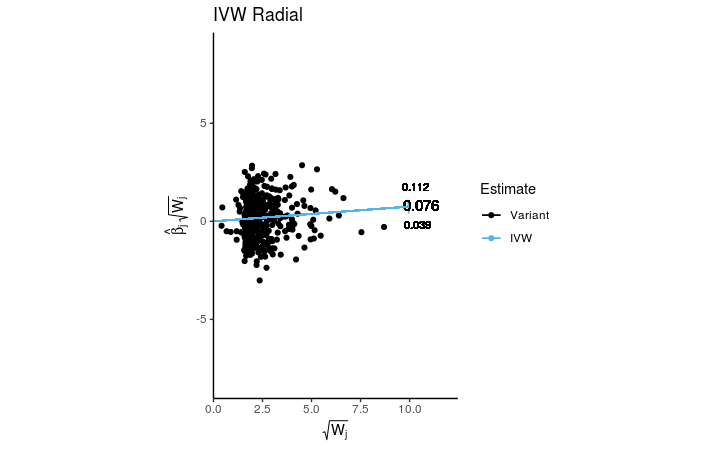 IVW Radial
5
0
-5
β̂j√Wj
0.112
0.076
0.039
0.0 2.5 5.0 7.5 10.0
√Wj
Estimate
Variant
IVW